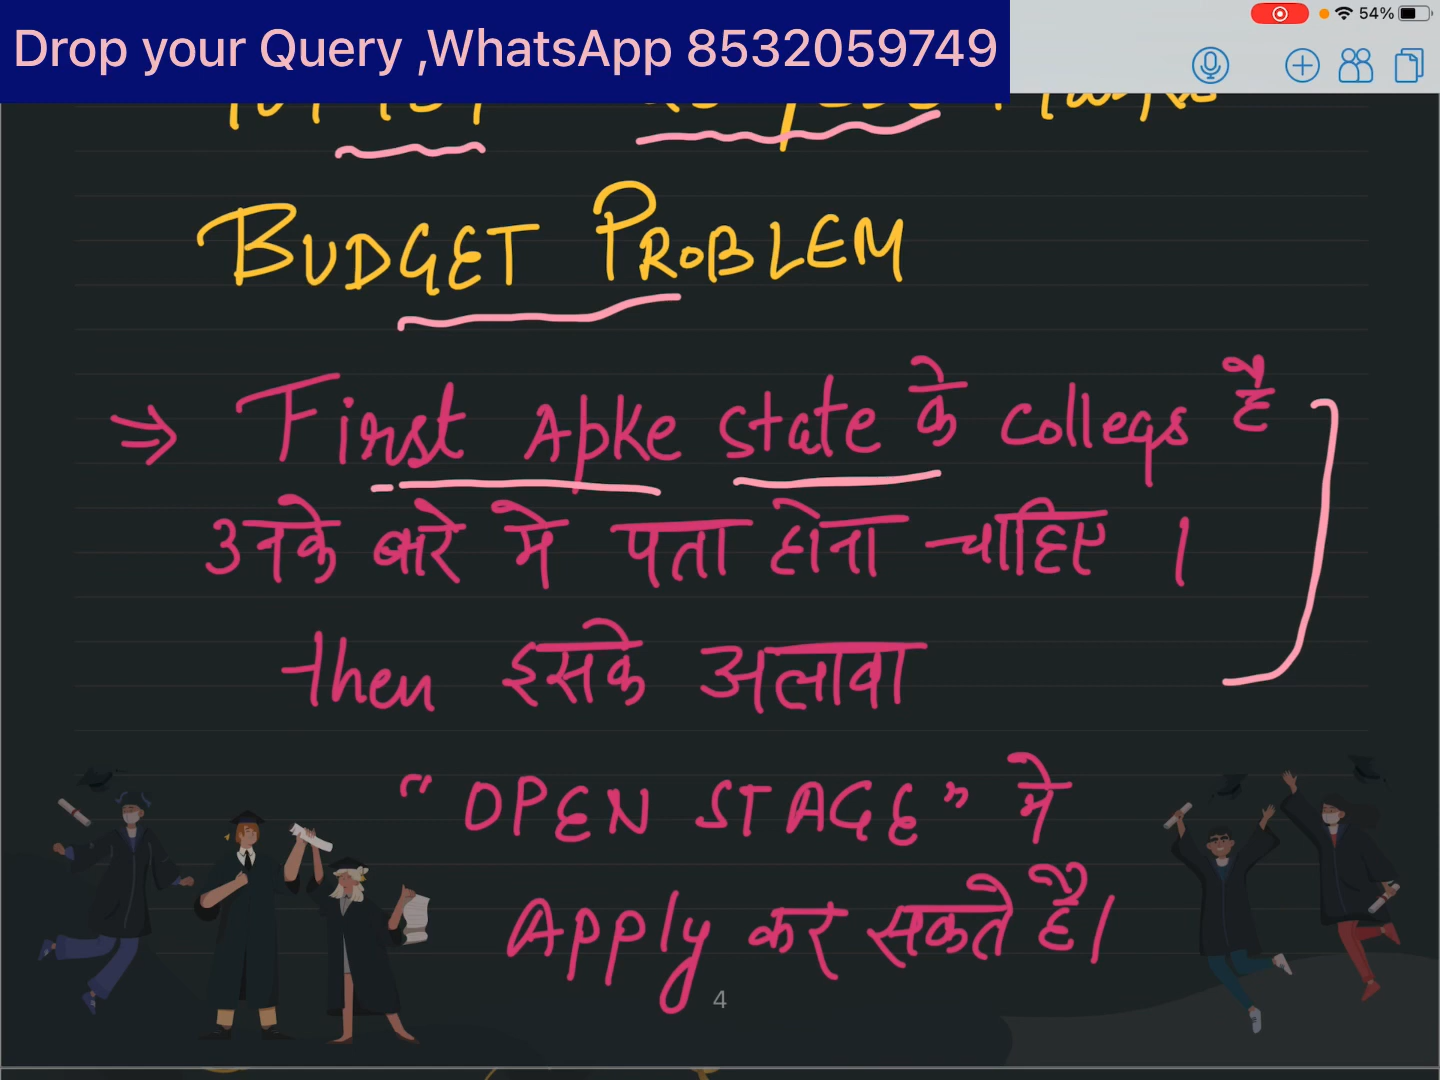 Drop your Query ,WhatsApp 8532059749
54%
BUDGET PROBLEM
⇒ First Apke state के collegs है
उनके बारे मे पता होना चाहिए ।
then इसके अलावा
"OPEN STAGE" मे
Apply कर सकते है।
4